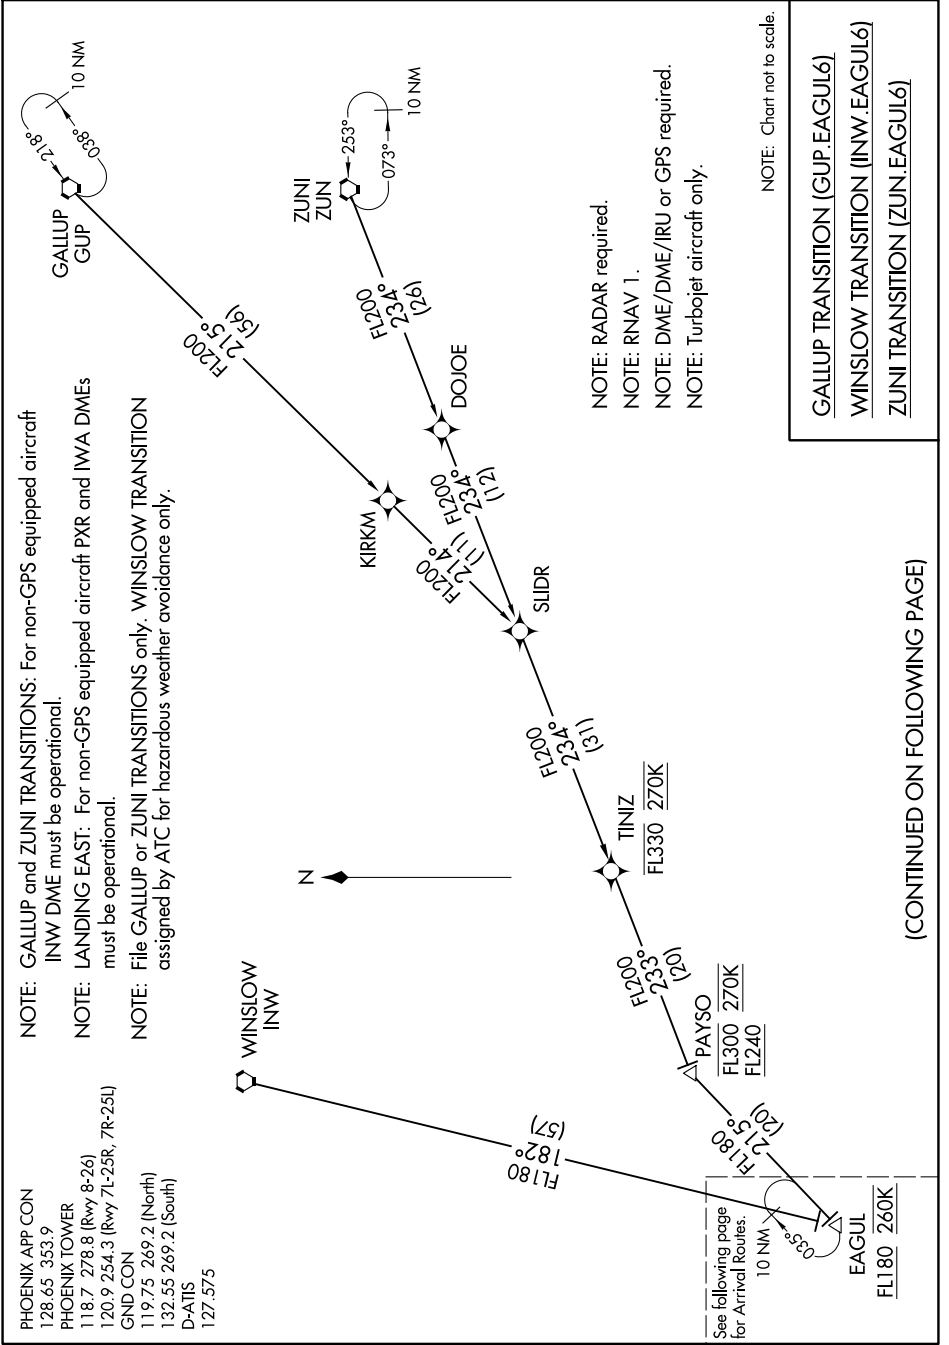 PHOENIX APP CON
128.65 353.9
PHOENIX TOWER
118.7 278.8 (Rwy 8-26)
120.9 254.3 (Rwy 7L-25R, 7R-25L)
GND CON
119.75 269.2 (North)
132.55 269.2 (South)
D-ATIS
127.575
NOTE: GALLUP and ZUNI TRANSITIONS: For non-GPS equipped aircraft
INW DME must be operational.
NOTE: LANDING EAST: For non-GPS equipped aircraft PXR and IWA DMEs
must be operational.
NOTE: File GALLUP or ZUNI TRANSITIONS only. WINSLOW TRANSITION
assigned by ATC for hazardous weather avoidance only.
GALLUP
GUP
218°
038°
10 NM
FL200
215°
(56)
ZUNI
ZUN
253°
073°
10 NM
FL200
234°
(26)
DOJOE
KIRKM
FL200
214°
(11)
FL200
234°
(12)
SLIDR
FL200
234°
(31)
N
WINSLOW
INW
TINIZ
FL330 270K
FL200
233°
(20)
PAYSO
FL300 270K
FL240
FL180
182°
(57)
FL180
215°
(20)
See following page
for Arrival Routes.
10 NM
035°
EAGUL
FL180 260K
NOTE: RADAR required.
NOTE: RNAV 1.
NOTE: DME/DME/IRU or GPS required.
NOTE: Turbojet aircraft only.
NOTE: Chart not to scale.
GALLUP TRANSITION (GUP.EAGUL6)
WINSLOW TRANSITION (INW.EAGUL6)
ZUNI TRANSITION (ZUN.EAGUL6)
(CONTINUED ON FOLLOWING PAGE)